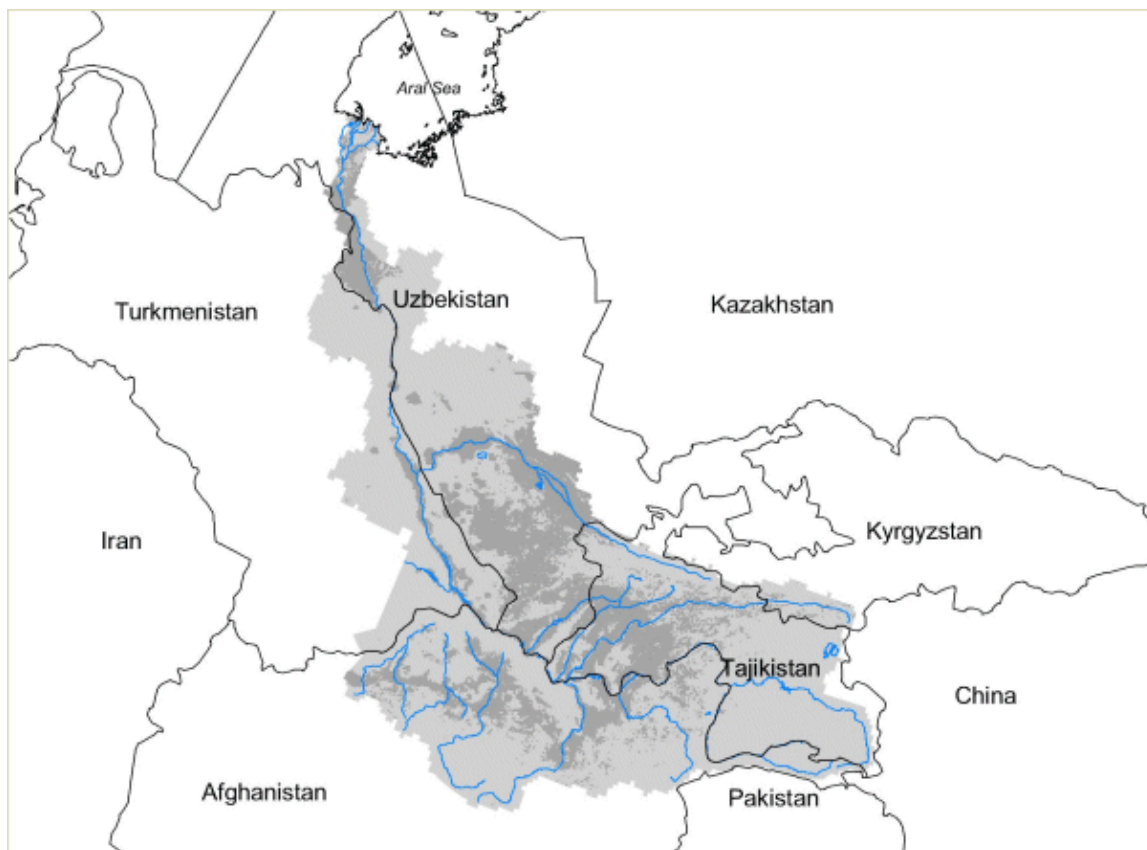 Aral Sea
Uzbekistan
Turkmenistan
Kazakhstan
Iran
Kyrgyzstan
Tajikistan
China
Afghanistan
Pakistan